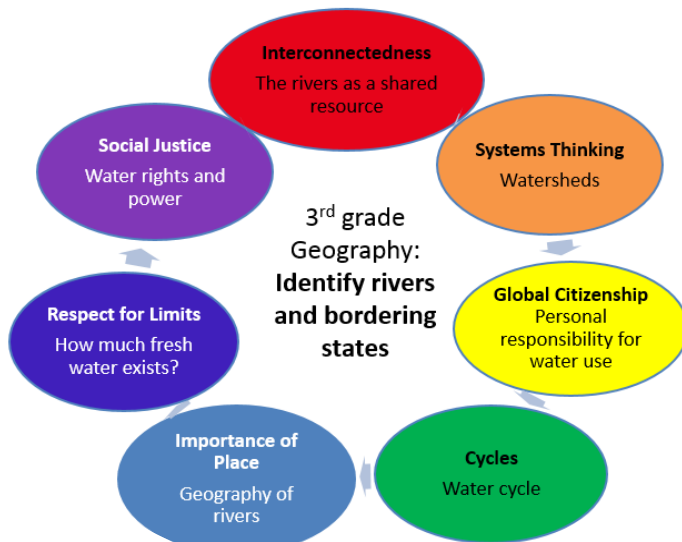 Interconnectedness
The rivers as a shared
resource
Systems Thinking
Watersheds
Global Citizenship
Personal
responsibility for
water use
Cycles
Water cycle
Importance of
Place
Geography of
rivers
Respect for Limits
How much fresh
water exists?
Social Justice
Water rights and
power
3rd grade
Geography:
Identify rivers
and bordering
states